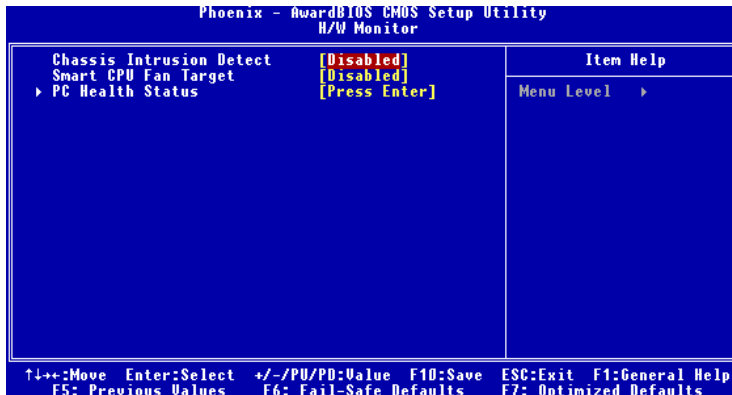 Phoenix - AwardBIOS CMOS Setup Utility
H/W Monitor
Chassis Intrusion Detect [Disabled]
Smart CPU Fan Target [Disabled]
▸ PC Health Status [Press Enter]
Item Help
Menu Level ▸
↑↓→←:Move Enter:Select +/-/PU/PD:Value F10:Save ESC:Exit F1:General Help
F5: Previous Values F6: Fail-Safe Defaults F7: Optimized Defaults